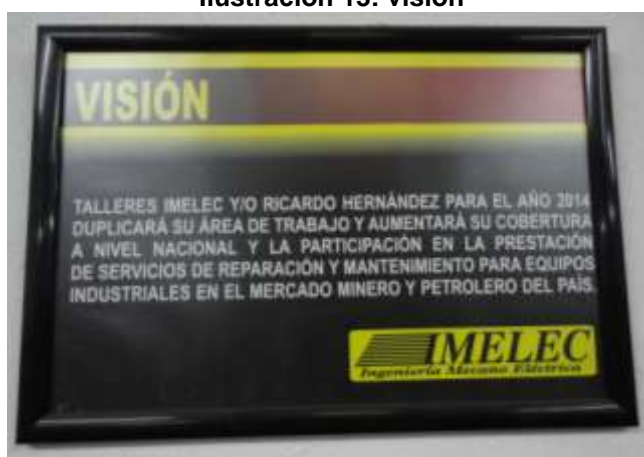 Ilustración 15: Visión
VISIÓN
TALLERES IMELEC Y/O RICARDO HERNÁNDEZ PARA EL AÑO 2014
DUPLICARÁ SU ÁREA DE TRABAJO Y AUMENTARÁ SU COBERTURA
A NIVEL NACIONAL Y LA PARTICIPACIÓN EN LA PRESTACIÓN
DE SERVICIOS DE REPARACIÓN Y MANTENIMIENTO PARA EQUIPOS
INDUSTRIALES EN EL MERCADO MINERO Y PETROLERO DEL PAÍS.
IMELEC
Ingeniería Mecano Eléctrica